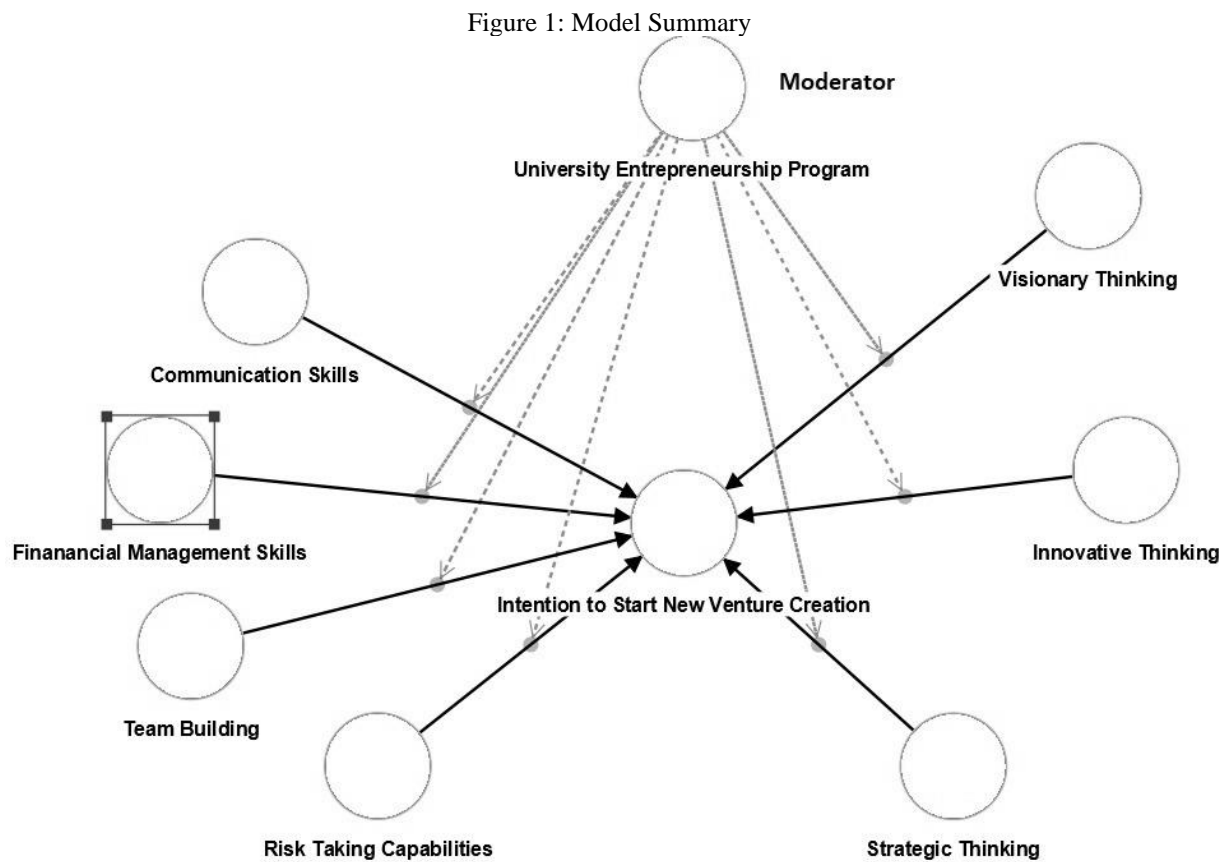 Figure 1: Model Summary
Moderator
University Entrepreneurship Program
Visionary Thinking
Communication Skills
Finanancial Management Skills
Innovative Thinking
Intention to Start New Venture Creation
Team Building
Risk Taking Capabilities
Strategic Thinking